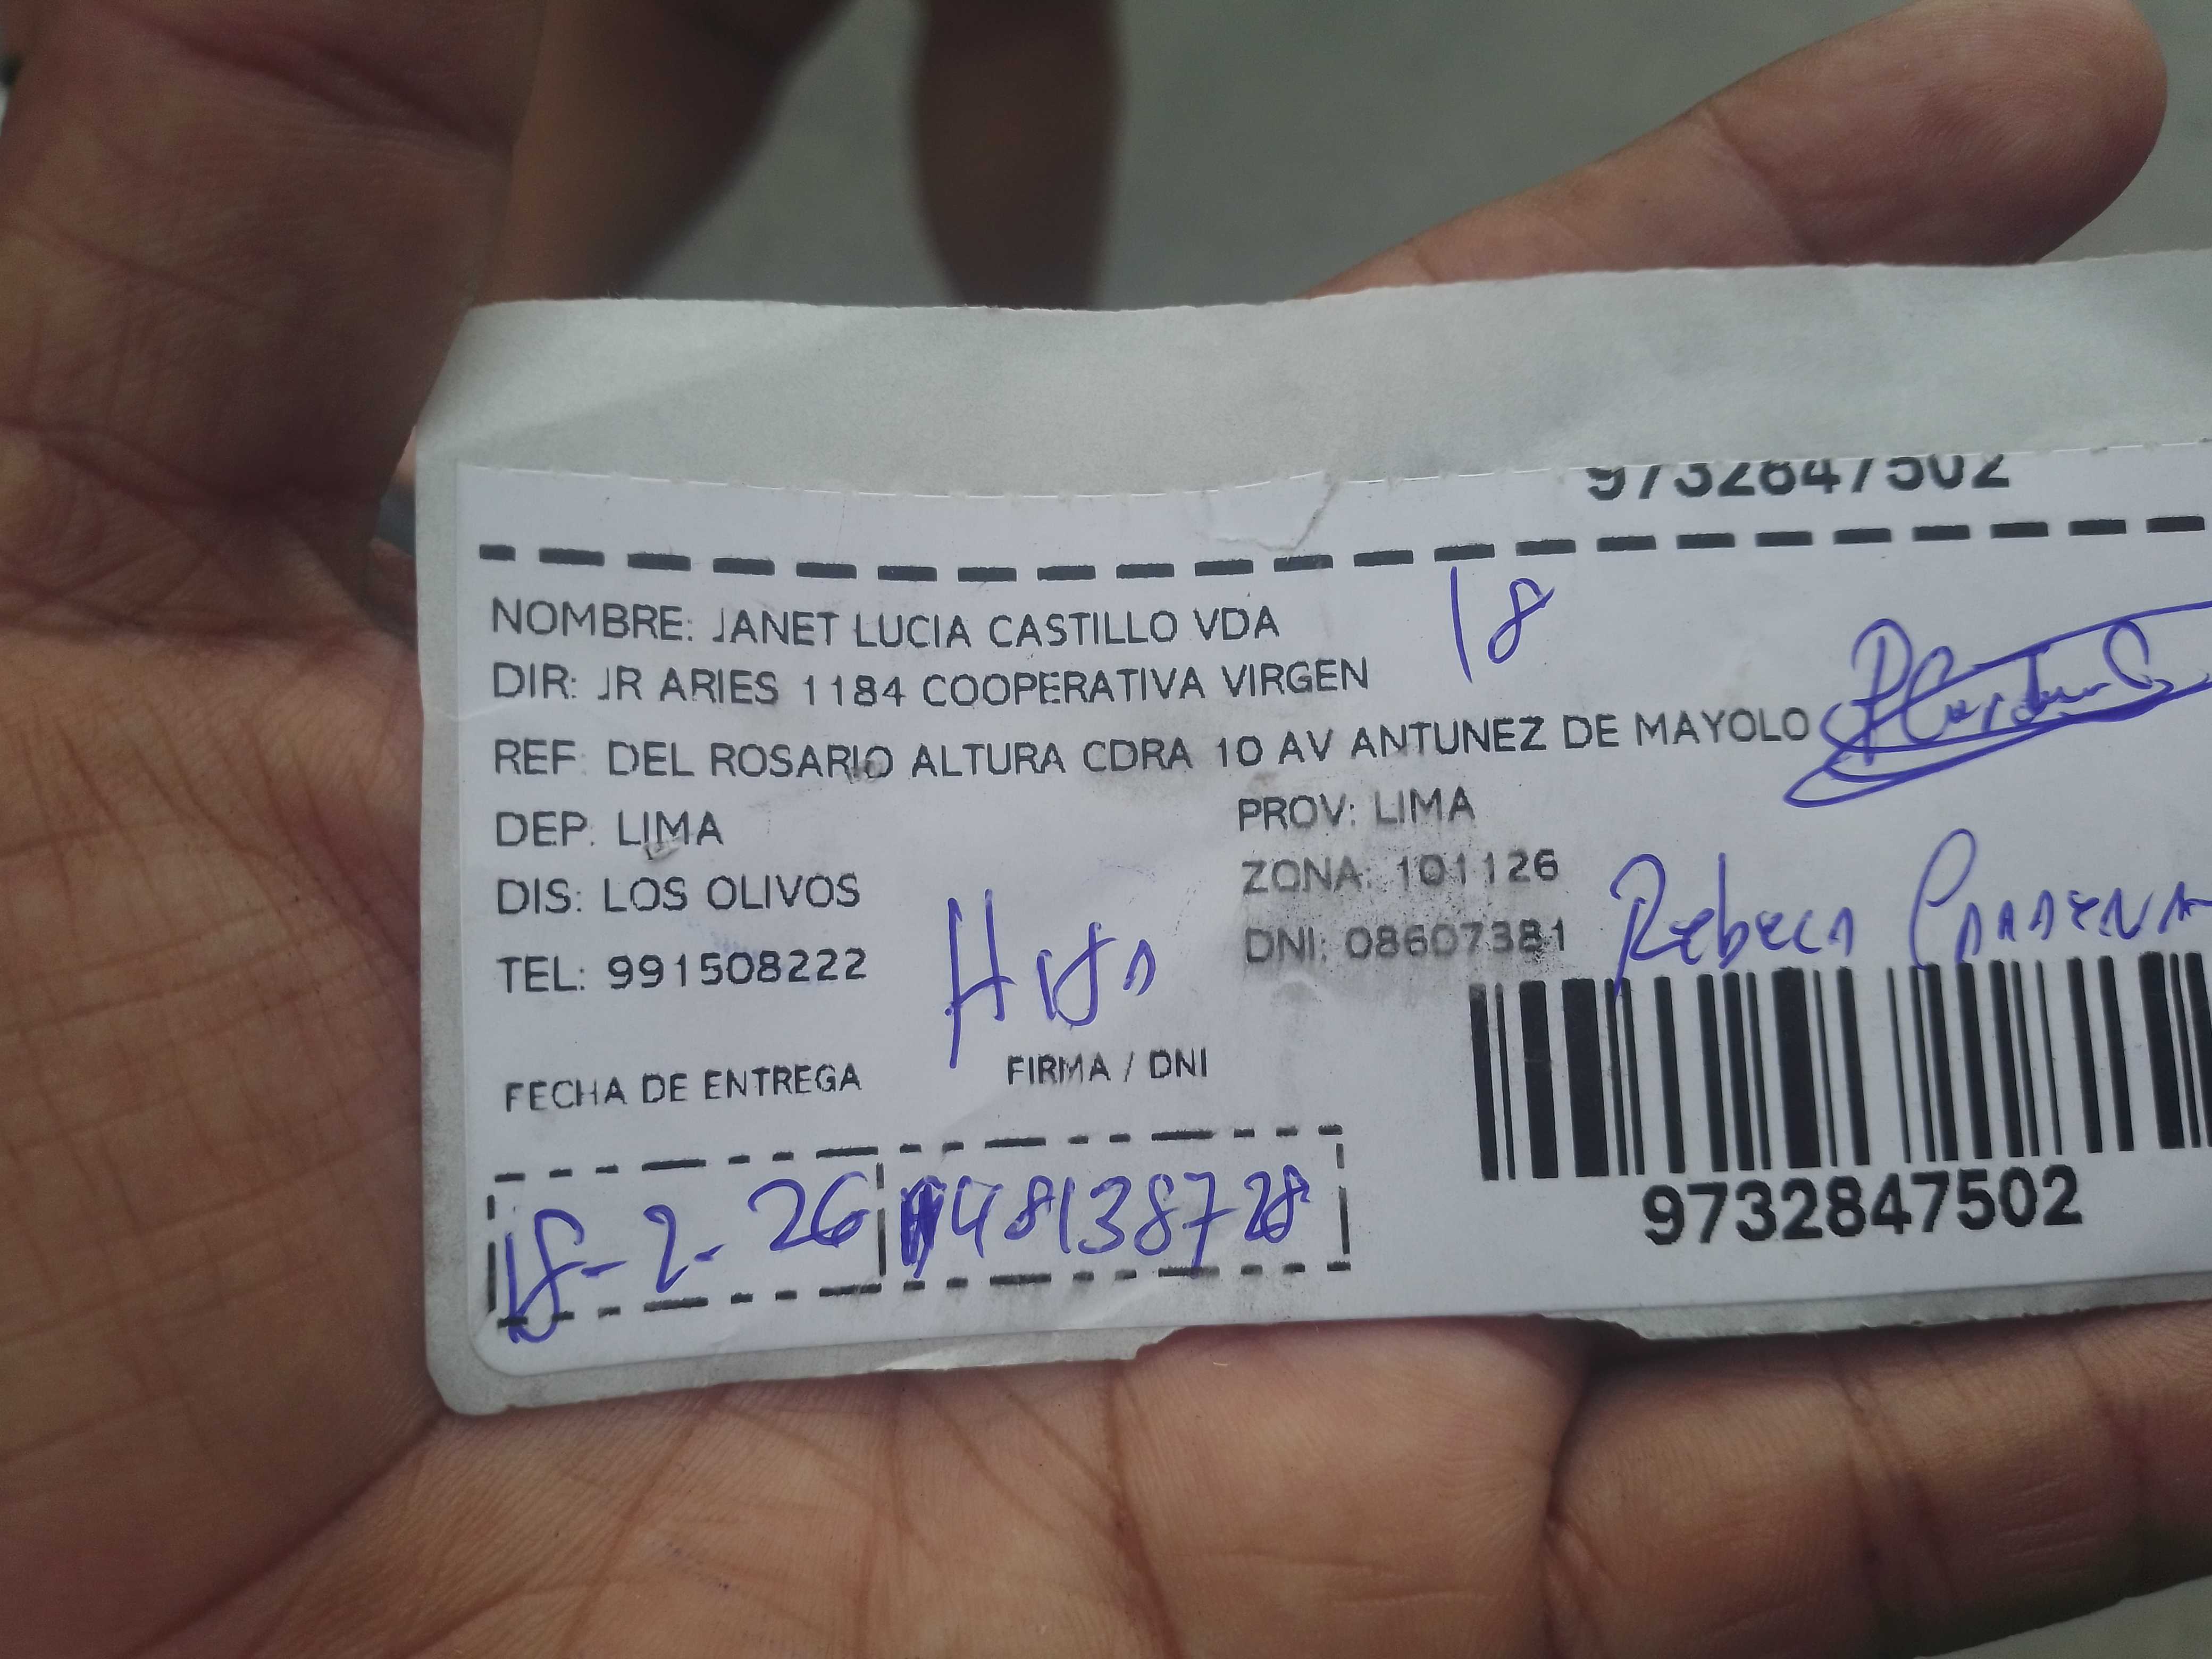 9732847502
NOMBRE: JANET LUCIA CASTILLO VDA
18
DIR: JR ARIES 1184 COOPERATIVA VIRGEN
REF: DEL ROSARIO ALTURA CDRA 10 AV ANTUNEZ DE MAYOLO
DEP: LIMA
PROV: LIMA
DIS: LOS OLIVOS
ZONA: 101126
TEL: 991508222
DNI: 08607381
Hija
Rebeca
FECHA DE ENTREGA
FIRMA / DNI
18-2-26
48138728
9732847502